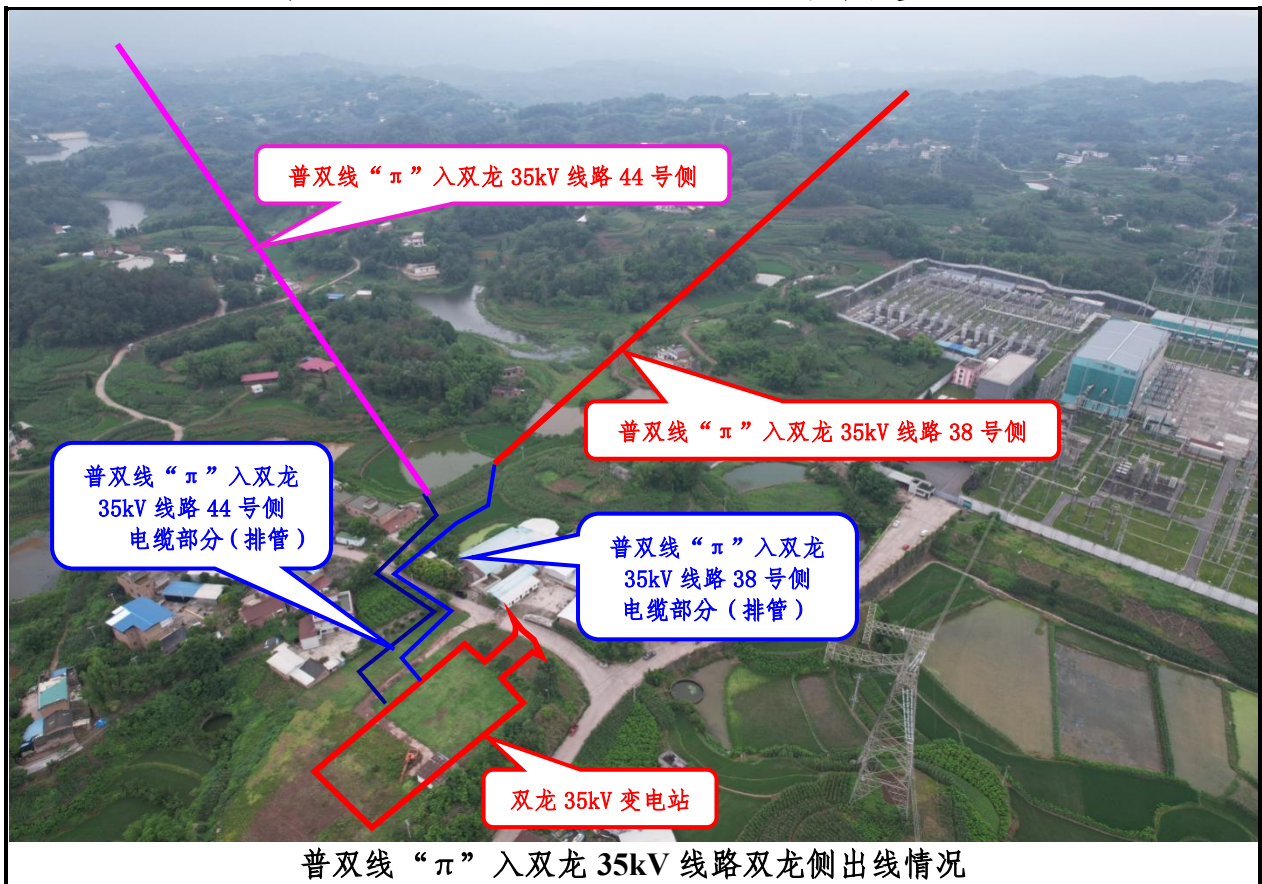 普双线“π”入双龙 35kV 线路 44 号侧
普双线“π”入双龙 35kV 线路 38 号侧
普双线“π”入双龙
35kV 线路 44 号侧
电缆部分(排管)
普双线“π”入双龙
35kV 线路 38 号侧
电缆部分(排管)
双龙 35kV 变电站
普双线“π”入双龙 35kV 线路双龙侧出线情况